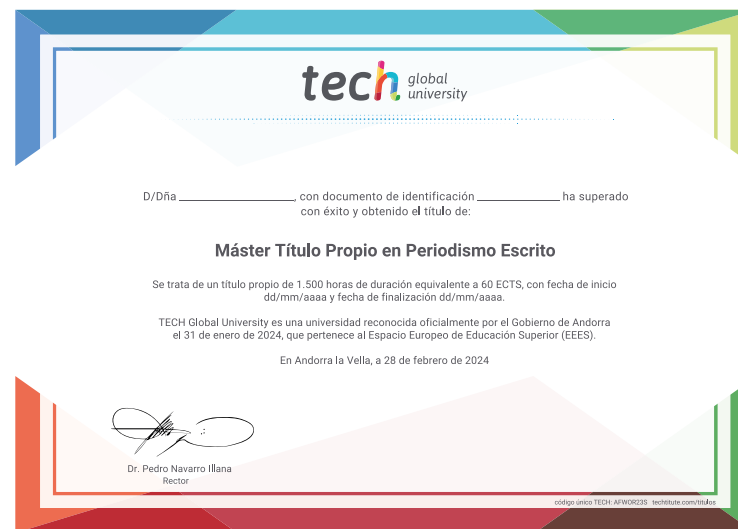 tech global university
D/Dña ____________________, con documento de identificación ______________ ha superado
con éxito y obtenido el título de:
Máster Título Propio en Periodismo Escrito
Se trata de un título propio de 1.500 horas de duración equivalente a 60 ECTS, con fecha de inicio
dd/mm/aaaa y fecha de finalización dd/mm/aaaa.
TECH Global University es una universidad reconocida oficialmente por el Gobierno de Andorra
el 31 de enero de 2024, que pertenece al Espacio Europeo de Educación Superior (EEES).
En Andorra la Vella, a 28 de febrero de 2024
Dr. Pedro Navarro Illana
Rector
código único TECH: AFWOR23S techtitute.com/titulos